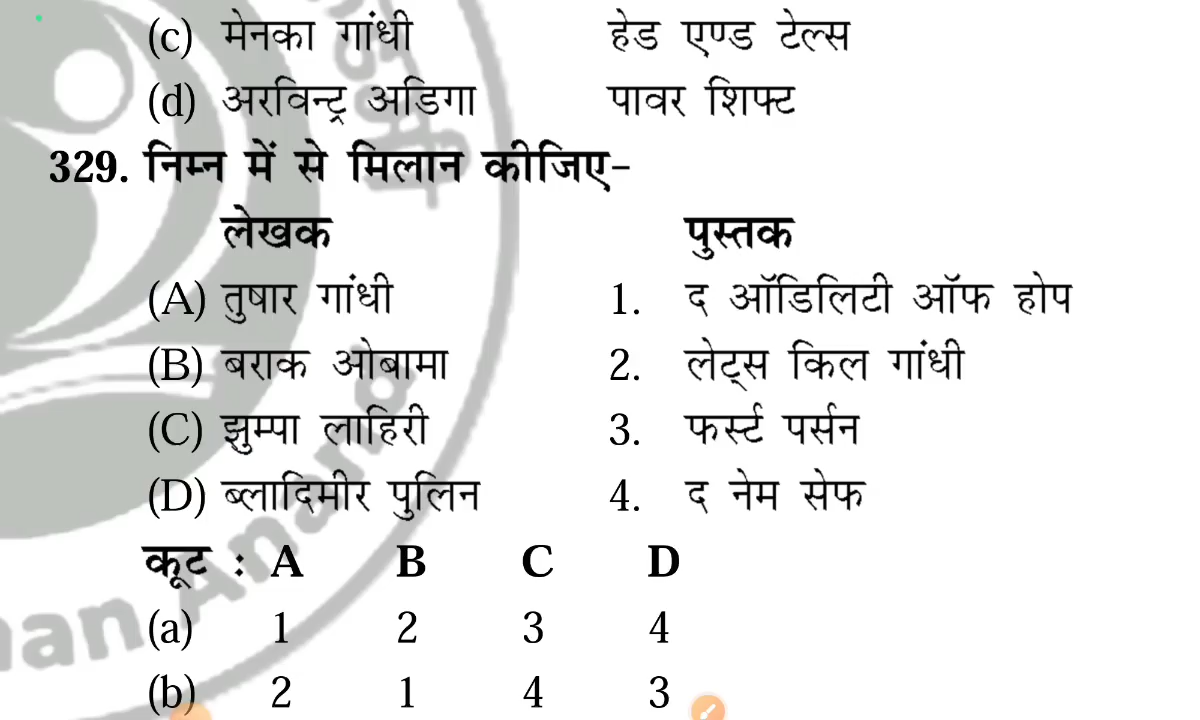 (c) मेनका गांधी हेड एण्ड टेल्स
(d) अरविन्ट्र अडिगा पावर शिफ्ट
329. निम्न में से मिलान कीजिए-
लेखक पुस्तक
(A) तुषार गांधी 1. द ऑडिलिटी ऑफ होप
(B) बराक ओबामा 2. लेट्स किल गांधी
(C) झुम्पा लाहिरी 3. फर्स्ट पर्सन
(D) ब्लादिमीर पुलिन 4. द नेम सेफ
कूट : A B C D
(a) 1 2 3 4
(b) 2 1 4 3